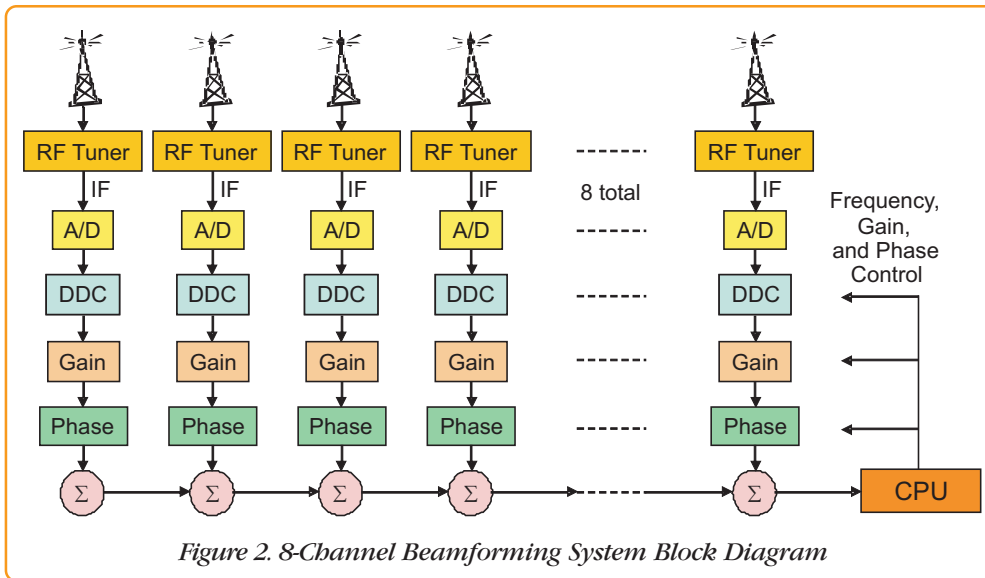 RF Tuner RF Tuner RF Tuner RF Tuner RF Tuner
IF IF IF IF 8 total IF
Frequency,
Gain,
and Phase
Control
A/D A/D A/D A/D A/D
DDC DDC DDC DDC DDC
Gain Gain Gain Gain Gain
Phase Phase Phase Phase Phase
Σ Σ Σ Σ Σ CPU
Figure 2. 8-Channel Beamforming System Block Diagram